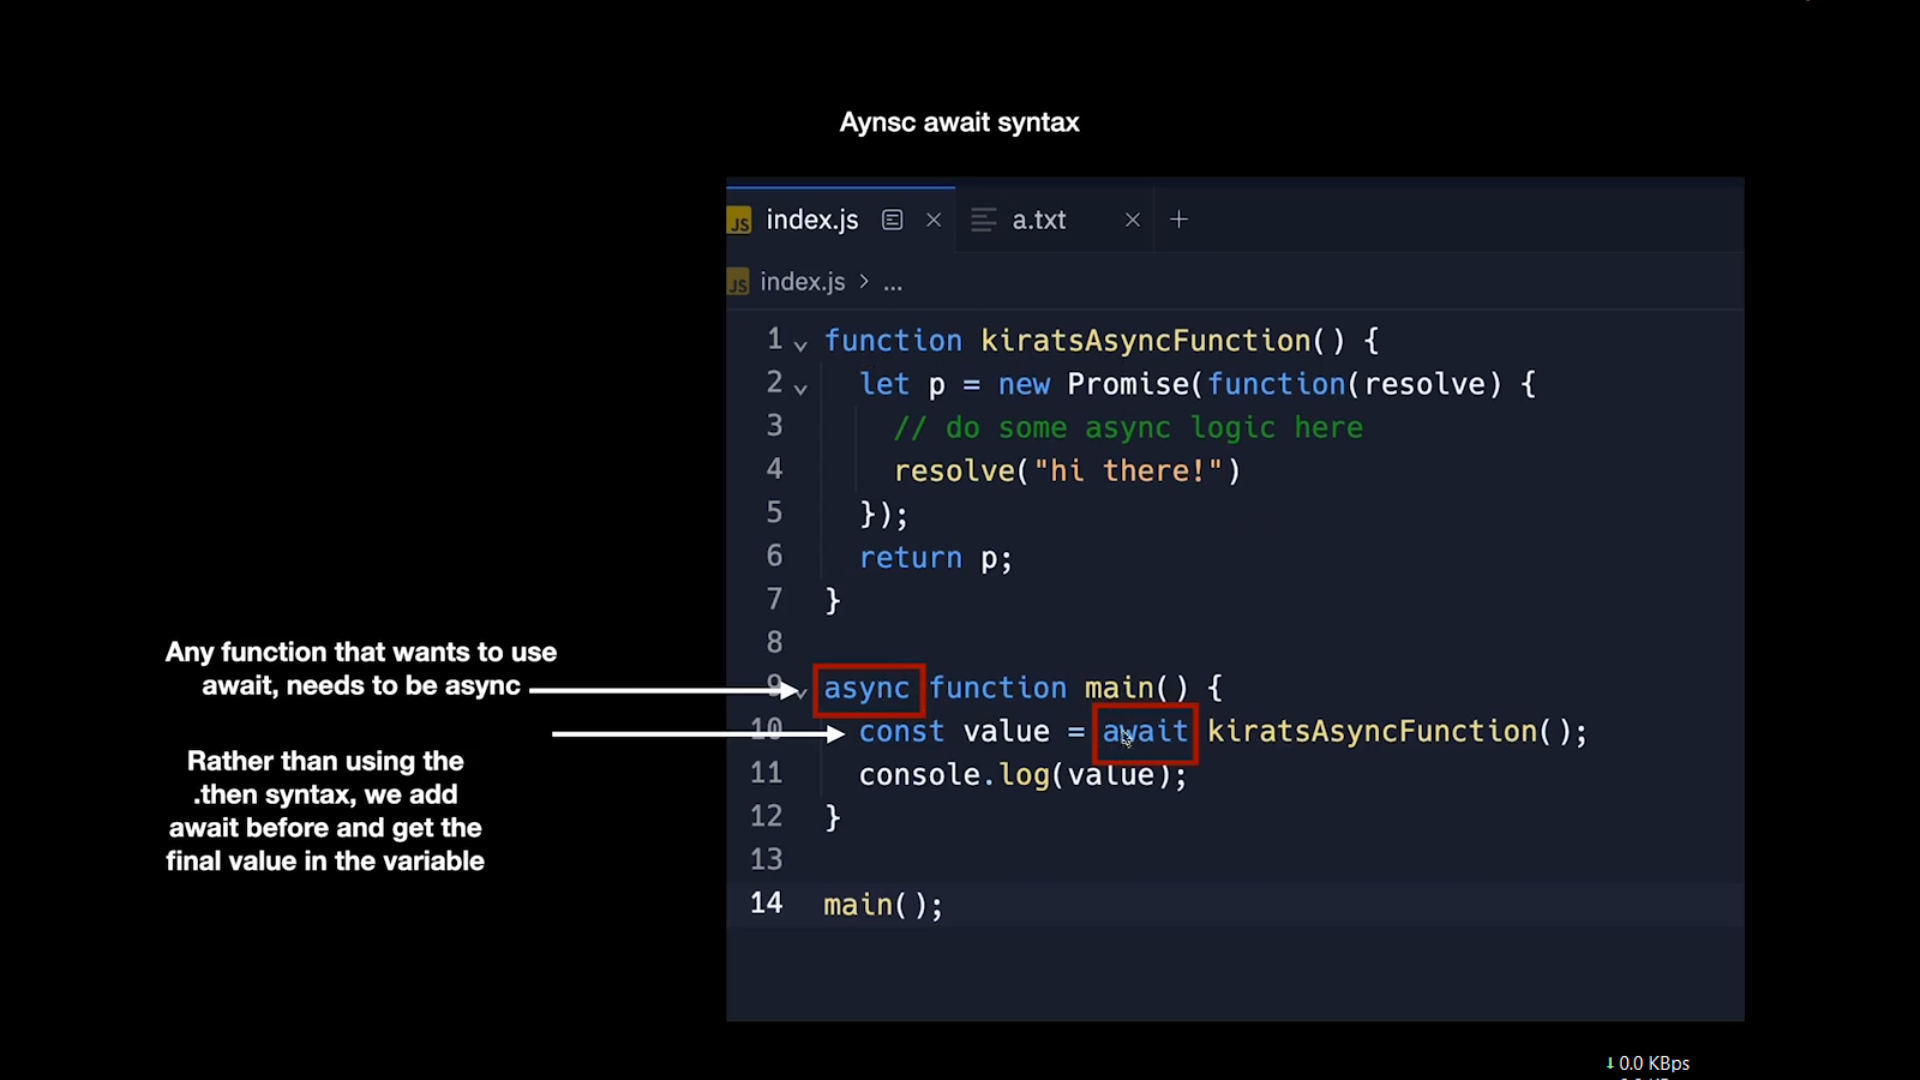 Aynsc await syntax
JS index.js a.txt
JS index.js > ...
1 function kiratsAsyncFunction() {
2 let p = new Promise(function(resolve) {
3 // do some async logic here
4 resolve("hi there!")
5 });
6 return p;
7 }
8
Any function that wants to use
await, needs to be async
9 async function main() {
10 const value = await kiratsAsyncFunction();
Rather than using the
.then syntax, we add
await before and get the
final value in the variable
11 console.log(value);
12 }
13
14 main();
0.0 KBps